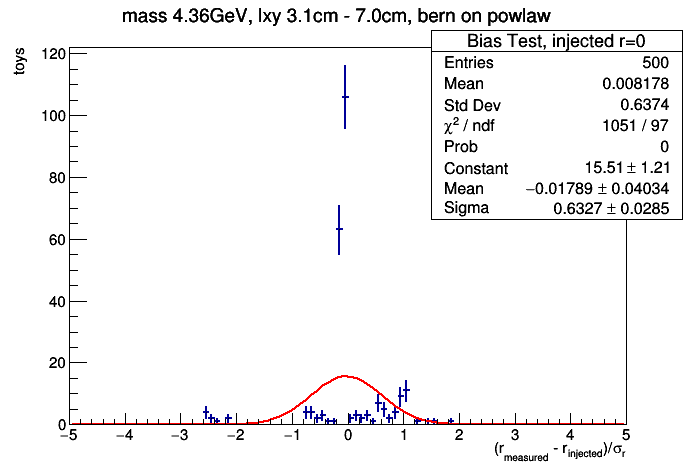 mass 4.36GeV, lxy 3.1cm - 7.0cm, bern on powlaw
toys
Bias Test, injected r=0
Entries 500
Mean 0.008178
Std Dev 0.6374
χ² / ndf 1051 / 97
Prob 0
Constant 15.51 ± 1.21
Mean −0.01789 ± 0.04034
Sigma 0.6327 ± 0.0285
120
100
80
60
40
20
0
−5 −4 −3 −2 −1 0 1 2 3 4 5
(r_measured - r_injected)/σ_r